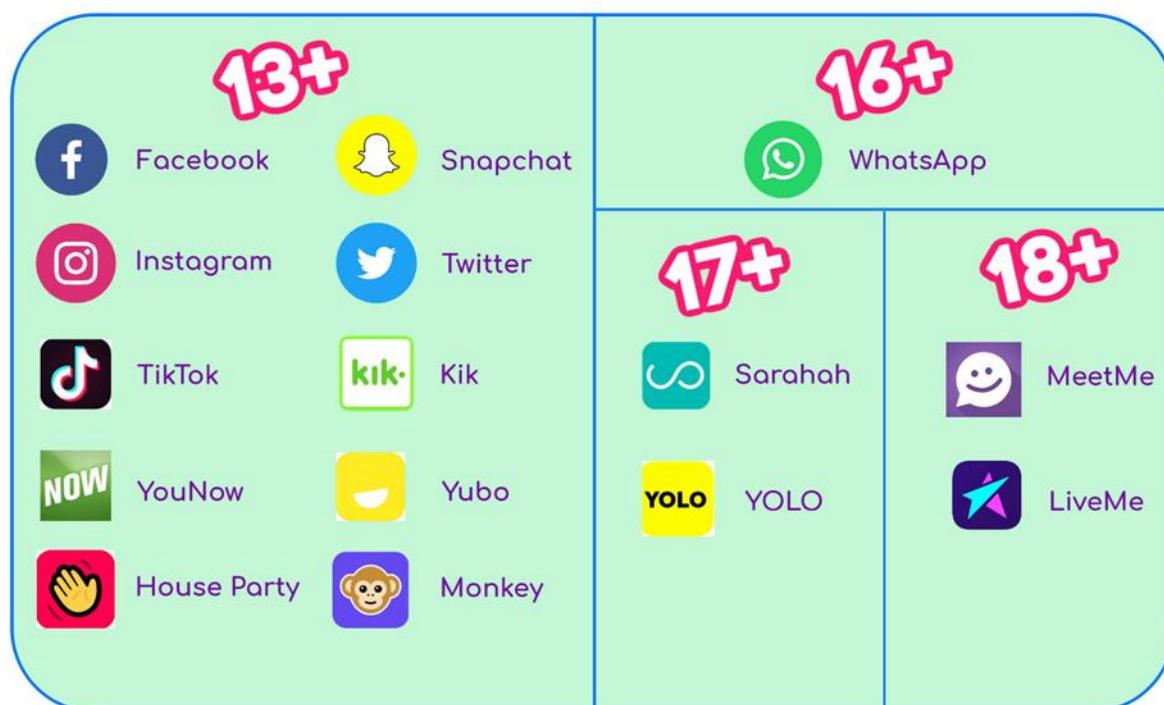 13+
Facebook
Snapchat
Instagram
Twitter
TikTok
kik.
Kik
NOW
YouNow
Yubo
House Party
Monkey
16+
WhatsApp
17+
Sarahah
YOLO
YOLO
18+
MeetMe
LiveMe